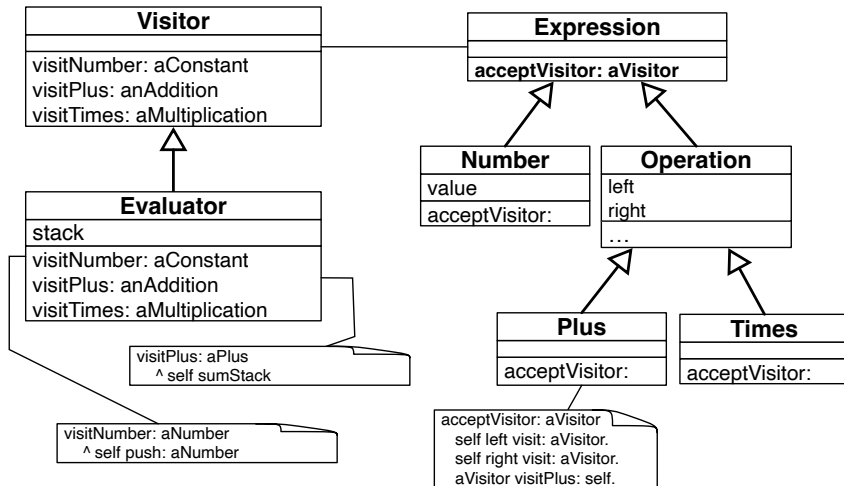 Visitor
visitNumber: aConstant
visitPlus: anAddition
visitTimes: aMultiplication
Expression
acceptVisitor: aVisitor
Number
value
acceptVisitor:
Operation
left
right
...
Evaluator
stack
visitNumber: aConstant
visitPlus: anAddition
visitTimes: aMultiplication
Plus
acceptVisitor:
Times
acceptVisitor:
visitPlus: aPlus
^ self sumStack
visitNumber: aNumber
^ self push: aNumber
acceptVisitor: aVisitor
self left visit: aVisitor.
self right visit: aVisitor.
aVisitor visitPlus: self.